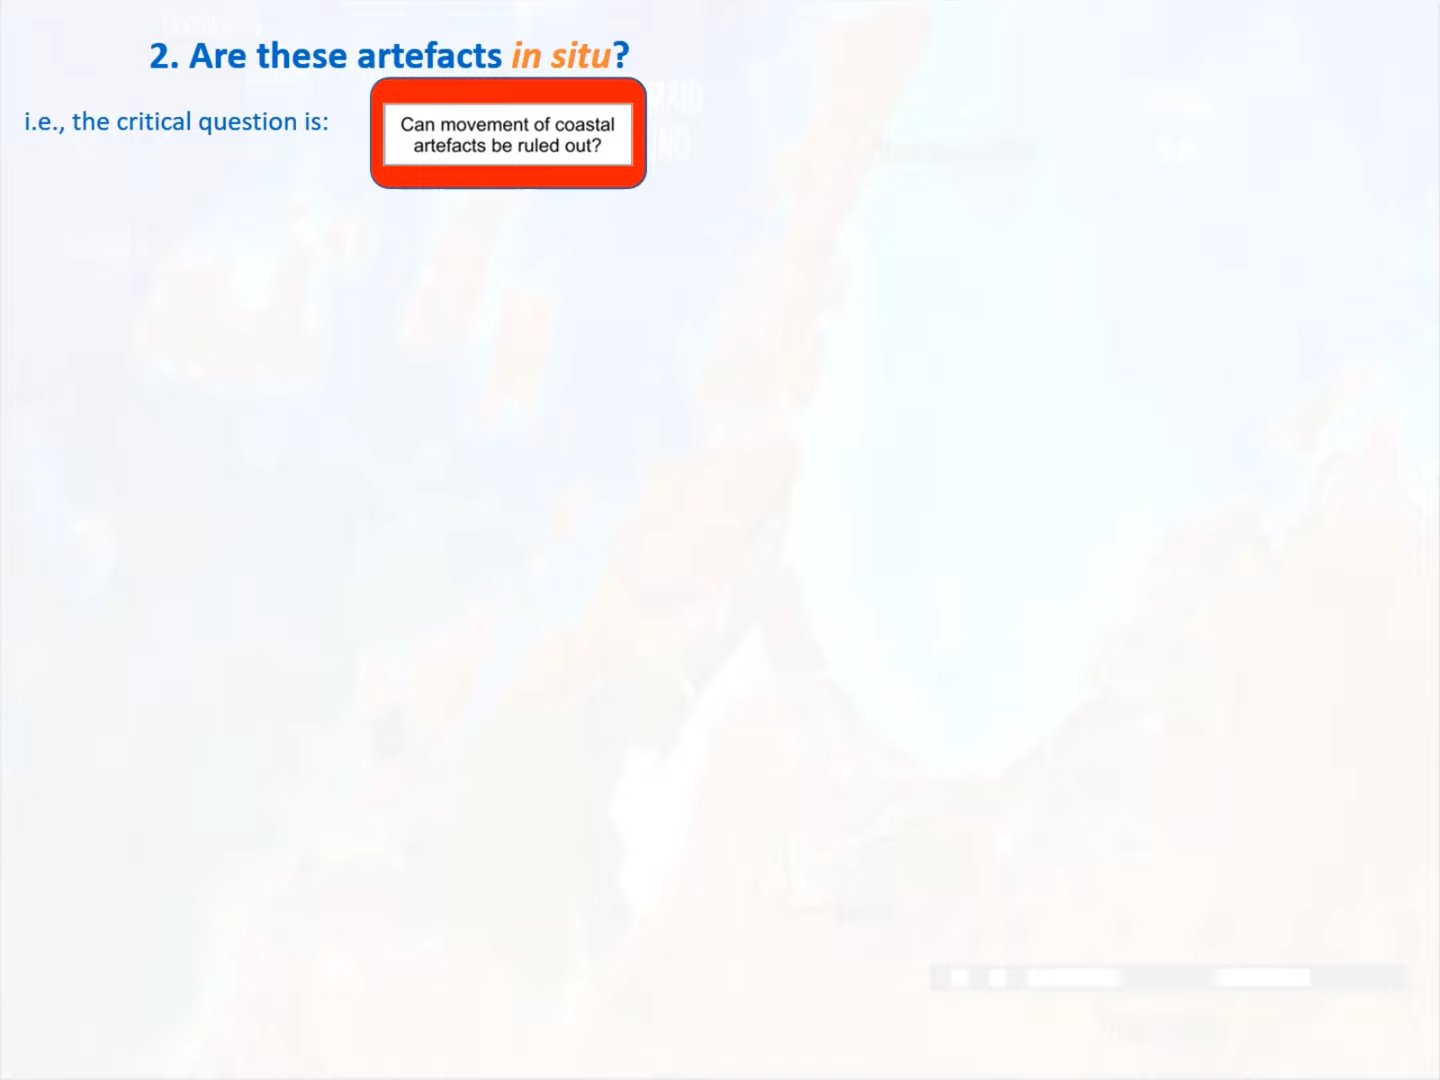 2. Are these artefacts in situ?
i.e., the critical question is:
Can movement of coastal
artefacts be ruled out?